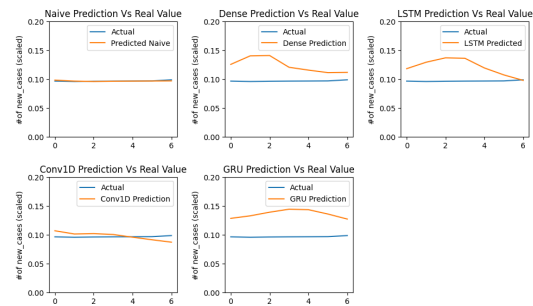 Naive Prediction Vs Real Value
#of new_cases (scaled)
0.20
0.15
0.10
0.05
0.00
0 2 4 6
Actual
Predicted Naive
Dense Prediction Vs Real Value
#of new_cases (scaled)
0.20
0.15
0.10
0.05
0.00
0 2 4 6
Actual
Dense Prediction
LSTM Prediction Vs Real Value
#of new_cases (scaled)
0.20
0.15
0.10
0.05
0.00
0 2 4 6
Actual
LSTM Predicted
Conv1D Prediction Vs Real Value
#of new_cases (scaled)
0.20
0.15
0.10
0.05
0.00
0 2 4 6
Actual
Conv1D Prediction
GRU Prediction Vs Real Value
#of new_cases (scaled)
0.20
0.15
0.10
0.05
0.00
0 2 4 6
Actual
GRU Prediction